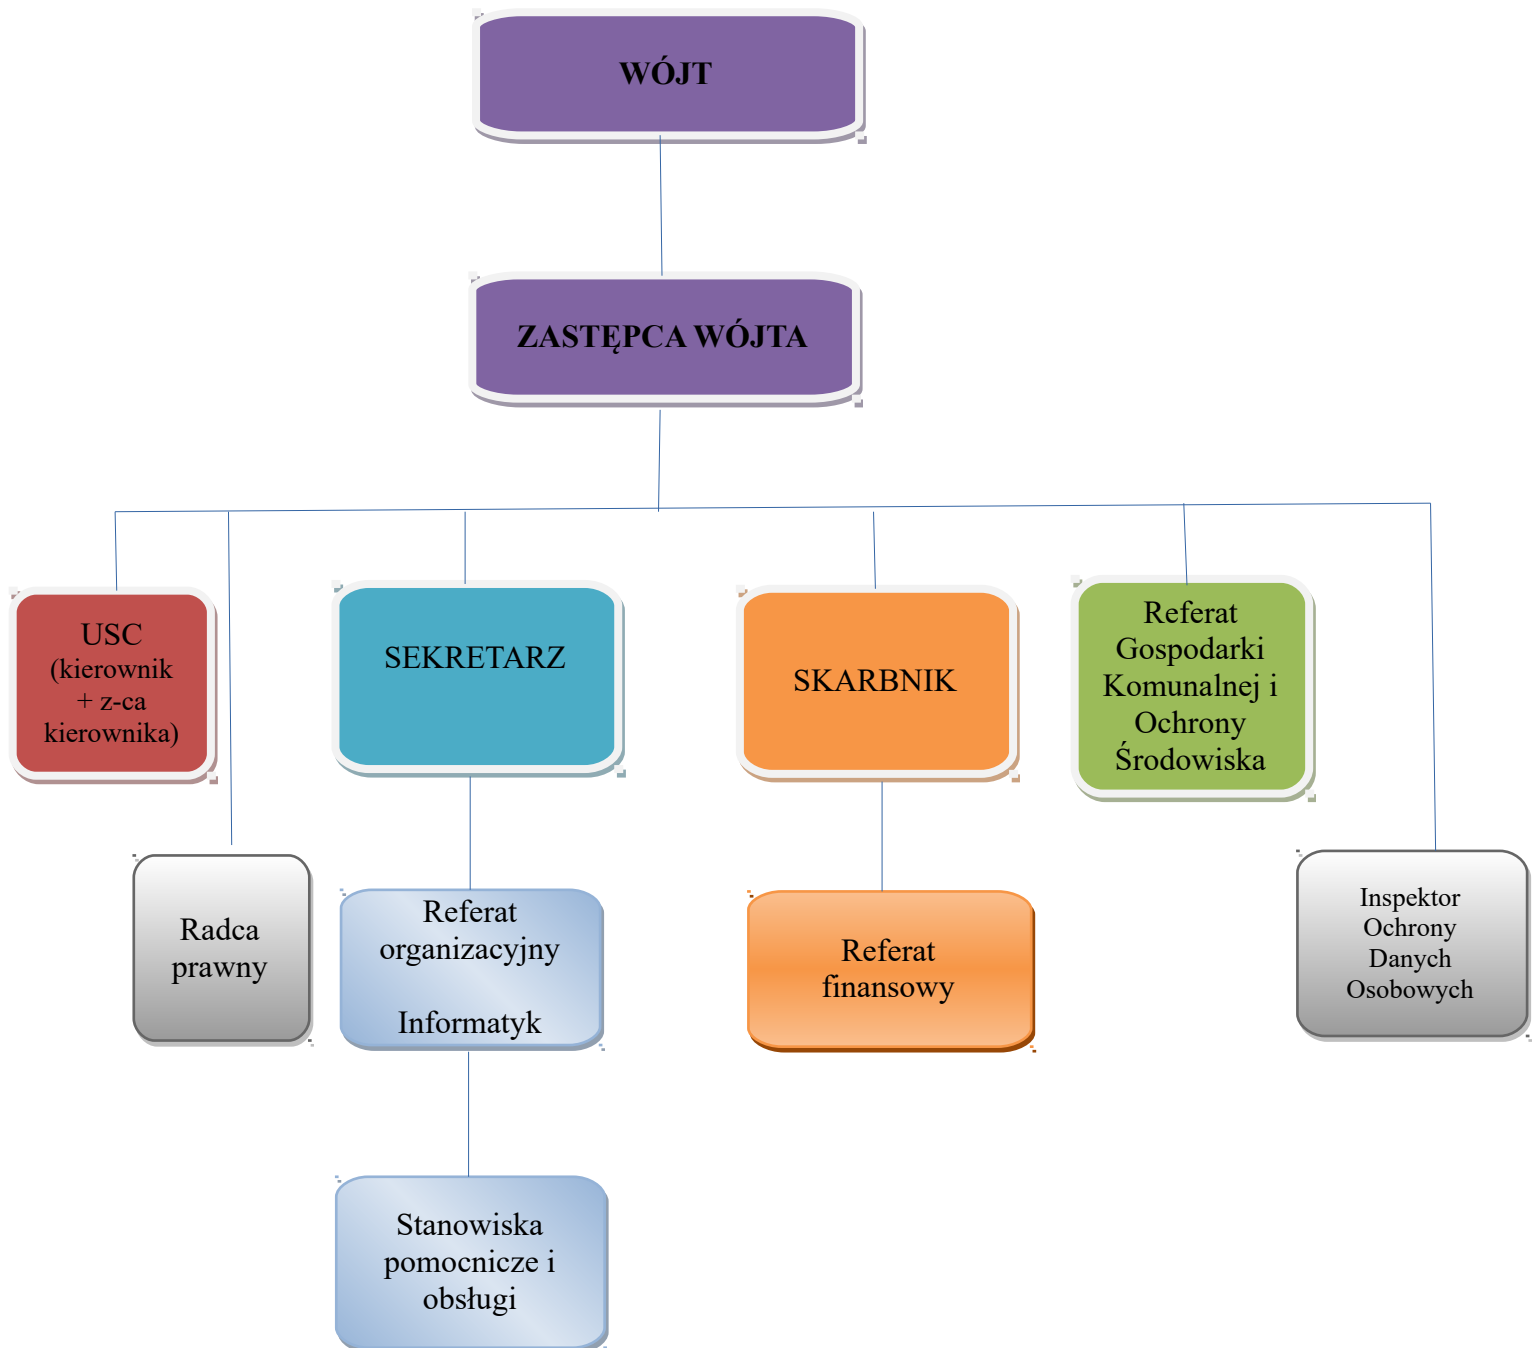 WÓJT
ZASTĘPCA WÓJTA
USC
(kierownik
+ z-ca
kierownika)
SEKRETARZ
SKARBNIK
Referat
Gospodarki
Komunalnej i
Ochrony
Środowiska
Radca
prawny
Referat
organizacyjny
Informatyk
Referat
finansowy
Inspektor
Ochrony
Danych
Osobowych
Stanowiska
pomocnicze i
obsługi